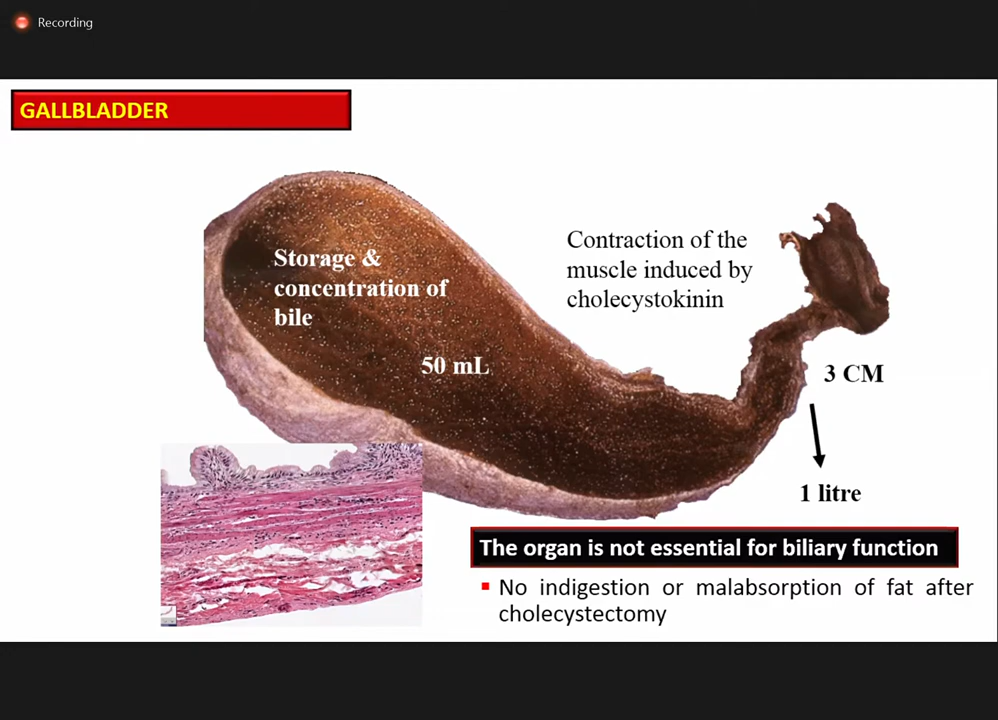 Recording
GALLBLADDER
Storage &
concentration of
bile
50 mL
Contraction of the
muscle induced by
cholecystokinin
3 CM
1 litre
The organ is not essential for biliary function
▪ No indigestion or malabsorption of fat after
cholecystectomy